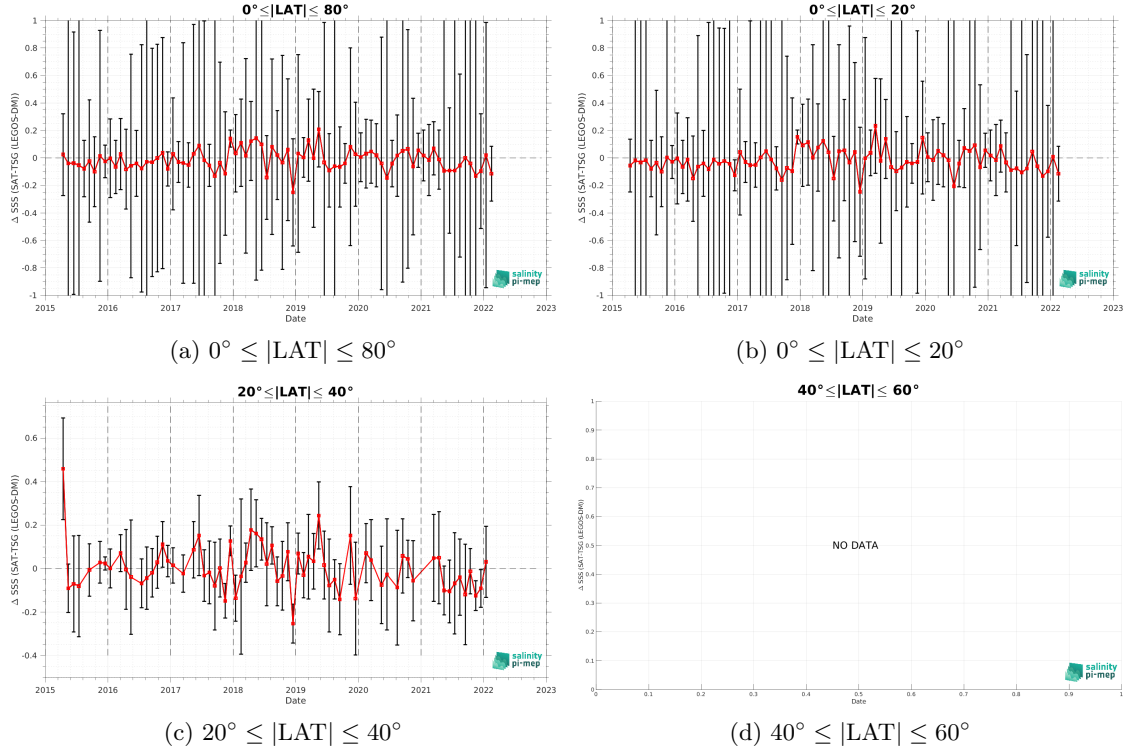 0°≤|LAT|≤ 80°
Δ SSS (SAT-TSG (LEGOS-DM))
1
0.8
0.6
0.4
0.2
0
-0.2
-0.4
-0.6
-0.8
-1
2015 2016 2017 2018 2019 2020 2021 2022 2023
Date
salinity
pi-mep
(a) 0° ≤ |LAT| ≤ 80°
0°≤|LAT|≤ 20°
Δ SSS (SAT-TSG (LEGOS-DM))
1
0.8
0.6
0.4
0.2
0
-0.2
-0.4
-0.6
-0.8
-1
2015 2016 2017 2018 2019 2020 2021 2022 2023
Date
salinity
pi-mep
(b) 0° ≤ |LAT| ≤ 20°
20°≤|LAT|≤ 40°
Δ SSS (SAT-TSG (LEGOS-DM))
0.6
0.4
0.2
0
-0.2
-0.4
2015 2016 2017 2018 2019 2020 2021 2022 2023
Date
salinity
pi-mep
(c) 20° ≤ |LAT| ≤ 40°
40°≤|LAT|≤ 60°
Δ SSS (SAT-TSG (LEGOS-DM))
1
0.9
0.8
0.7
0.6
0.5
0.4
0.3
0.2
0.1
0
NO DATA
0 0.1 0.2 0.3 0.4 0.5 0.6 0.7 0.8 0.9 1
Date
salinity
pi-mep
(d) 40° ≤ |LAT| ≤ 60°